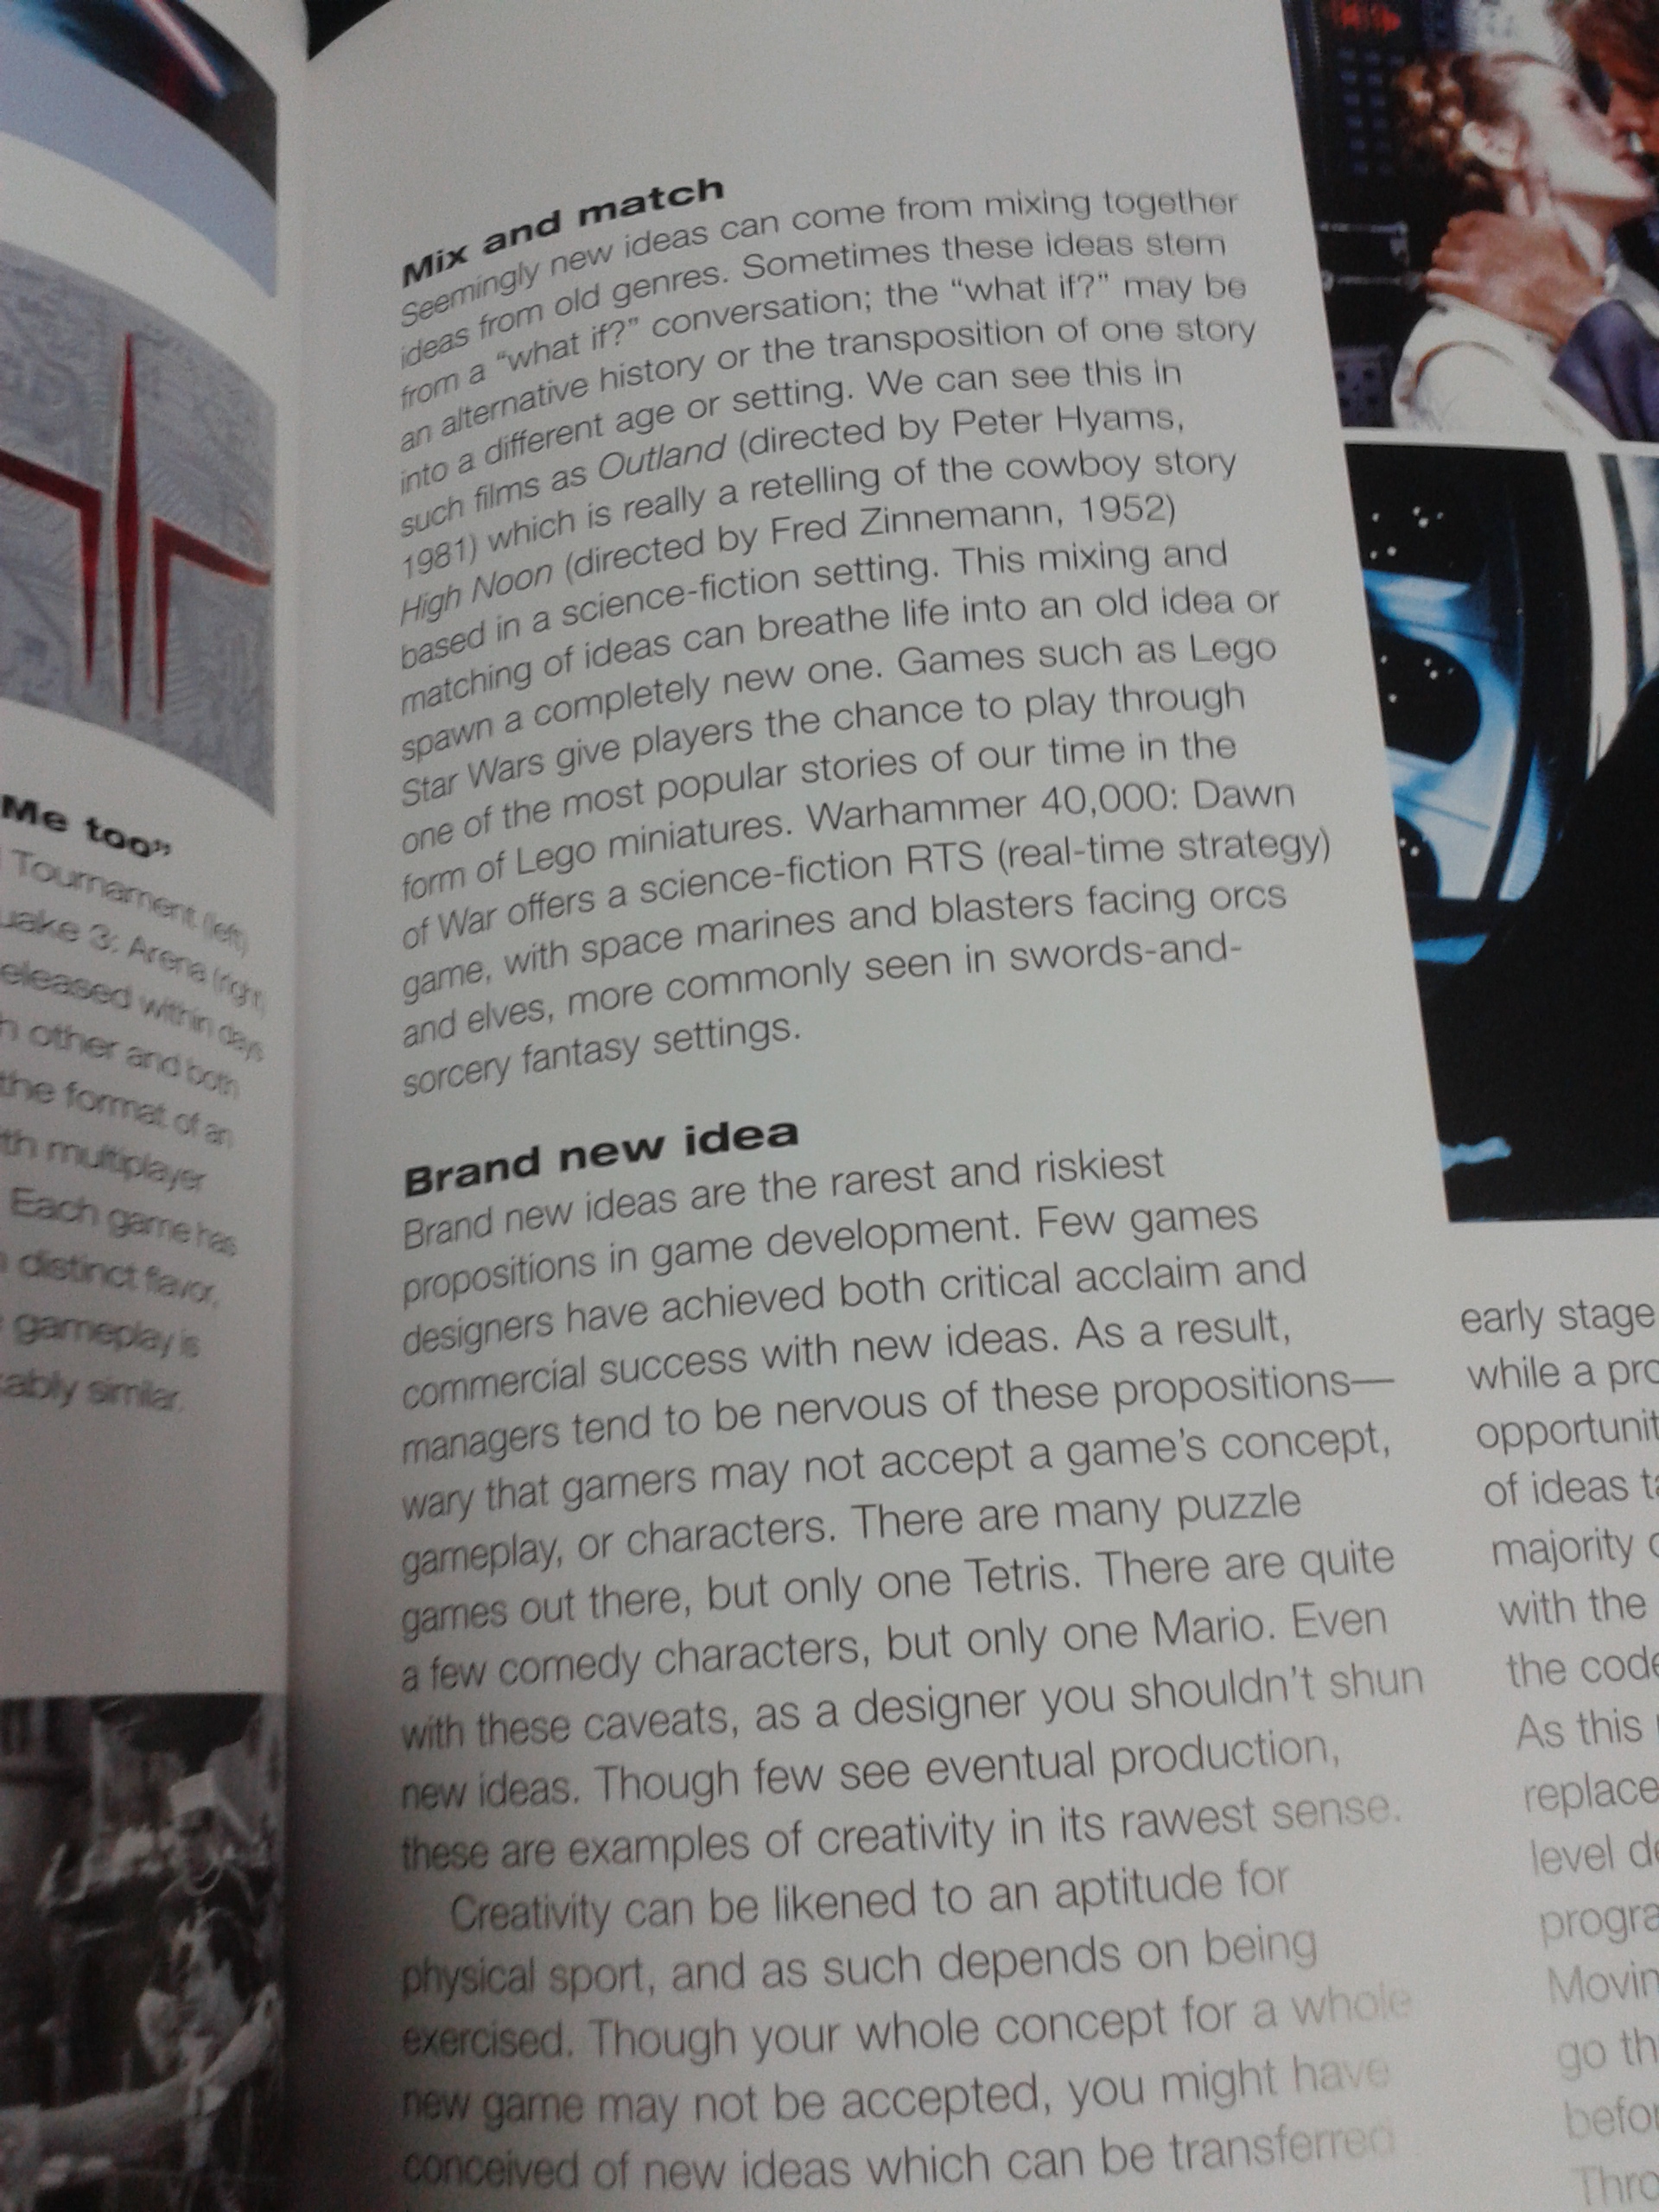 Me too”
Tournament (left)
uake 3: Arena (right)
eleased within days
h other and both
the format of an
ith multiplayer
Each game has
distinct flavor,
gameplay is
kably similar.
Mix and match
Seemingly new ideas can come from mixing together
ideas from old genres. Sometimes these ideas stem
from a “what if?” conversation; the “what if?” may be
an alternative history or the transposition of one story
into a different age or setting. We can see this in
such films as Outland (directed by Peter Hyams,
1981) which is really a retelling of the cowboy story
High Noon (directed by Fred Zinnemann, 1952)
based in a science-fiction setting. This mixing and
matching of ideas can breathe life into an old idea or
spawn a completely new one. Games such as Lego
Star Wars give players the chance to play through
one of the most popular stories of our time in the
form of Lego miniatures. Warhammer 40,000: Dawn
of War offers a science-fiction RTS (real-time strategy)
game, with space marines and blasters facing orcs
and elves, more commonly seen in swords-and-
sorcery fantasy settings.
Brand new idea
Brand new ideas are the rarest and riskiest
propositions in game development. Few games
designers have achieved both critical acclaim and
commercial success with new ideas. As a result,
managers tend to be nervous of these propositions—
wary that gamers may not accept a game’s concept,
gameplay, or characters. There are many puzzle
games out there, but only one Tetris. There are quite
a few comedy characters, but only one Mario. Even
with these caveats, as a designer you shouldn’t shun
new ideas. Though few see eventual production,
these are examples of creativity in its rawest sense.
Creativity can be likened to an aptitude for
physical sport, and as such depends on being
exercised. Though your whole concept for a whole
new game may not be accepted, you might have
conceived of new ideas which can be transferred
early stage
while a pro
opportunit
of ideas ta
majority
with the
the code
As this
replace
level de
progra
Movin
go th
befor
Thro